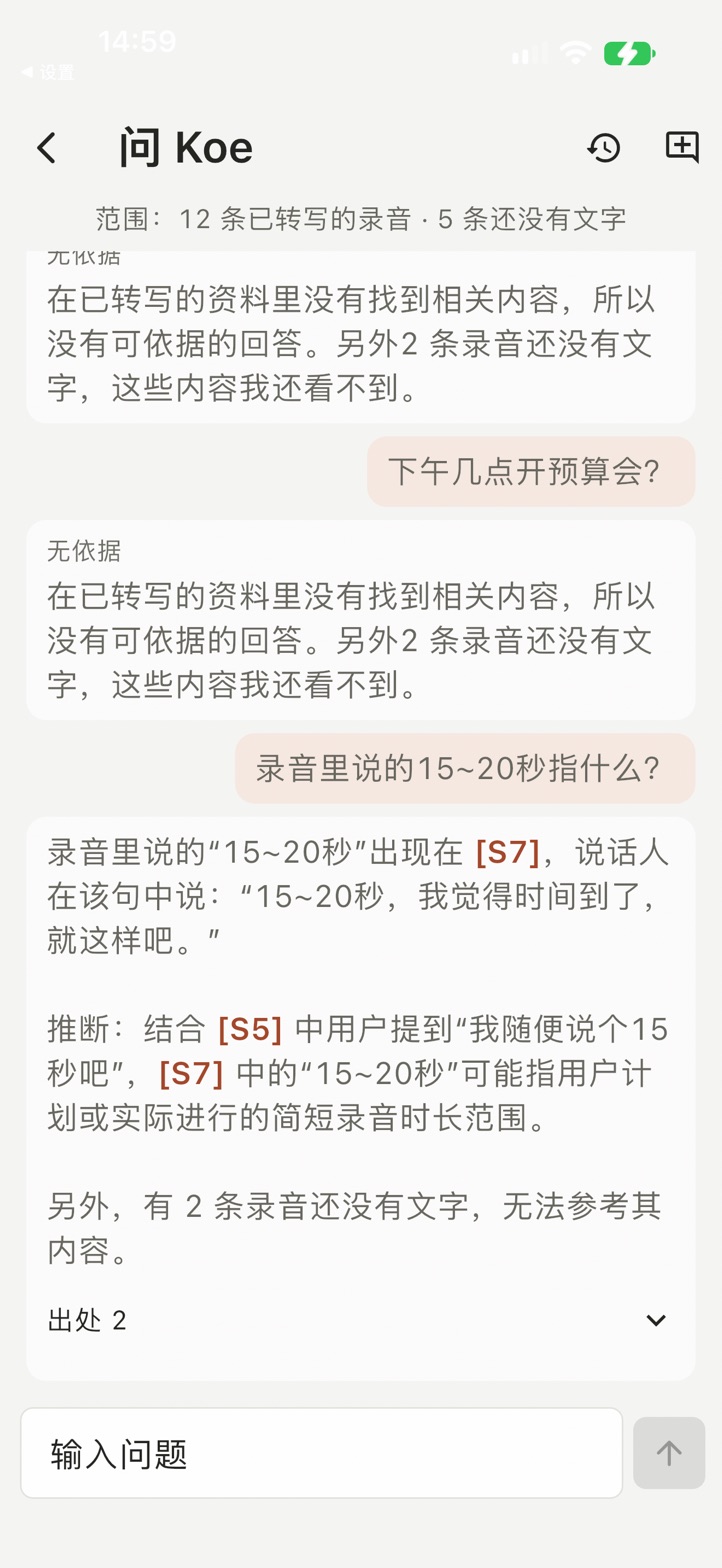 14:59
◀ 设置
问 Koe
范围：12 条已转写的录音 · 5 条还没有文字
无依据
在已转写的资料里没有找到相关内容，所以
没有可依据的回答。另外2 条录音还没有文
字，这些内容我还看不到。
下午几点开预算会？
无依据
在已转写的资料里没有找到相关内容，所以
没有可依据的回答。另外2 条录音还没有文
字，这些内容我还看不到。
录音里说的15~20秒指什么？
录音里说的“15~20秒”出现在 [S7]，说话人
在该句中说：“15~20秒，我觉得时间到了，
就这样吧。”
推断：结合 [S5] 中用户提到“我随便说个15
秒吧”，[S7] 中的“15~20秒”可能指用户计
划或实际进行的简短录音时长范围。
另外，有 2 条录音还没有文字，无法参考其
内容。
出处 2
输入问题